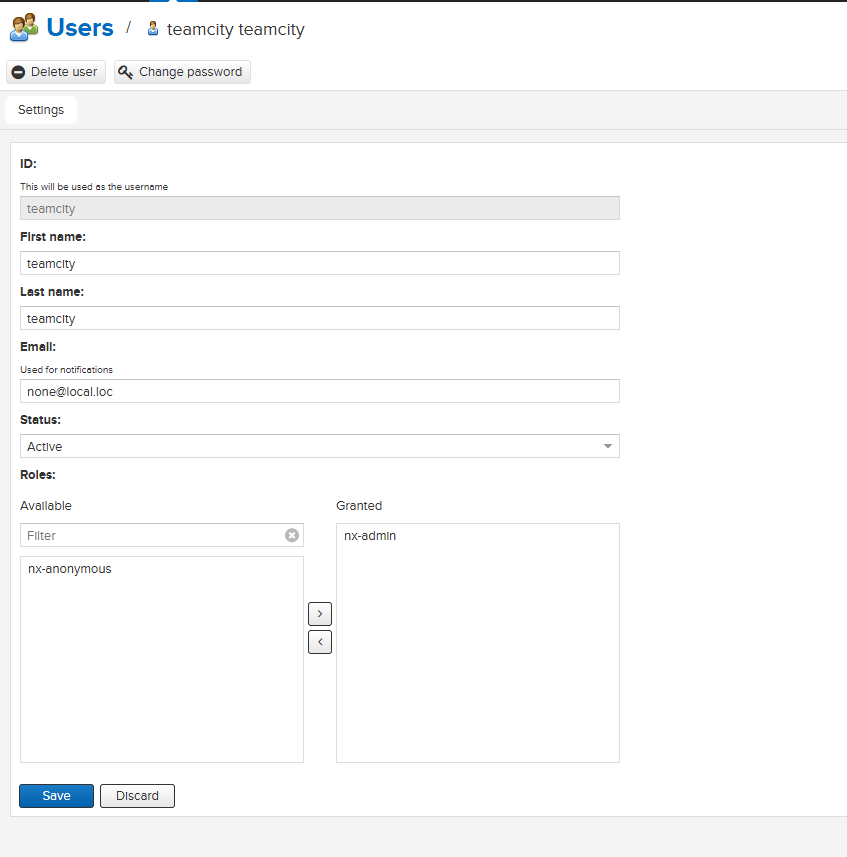 Users / teamcity teamcity
Delete user Change password
Settings
ID:
This will be used as the username
teamcity
First name:
teamcity
Last name:
teamcity
Email:
Used for notifications
none@local.loc
Status:
Active
Roles:
Available Granted
Filter
nx-admin
nx-anonymous
>
<
Save Discard